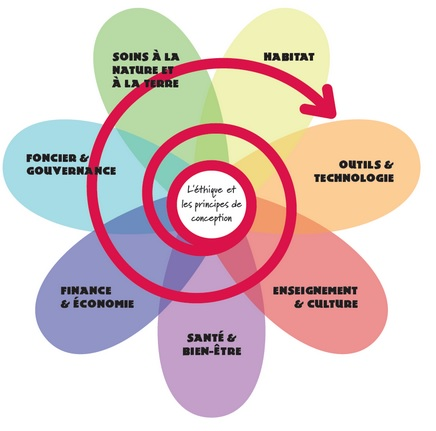 SOINS À LA
NATURE ET
À LA TERRE
HABITAT
FONCIER &
GOUVERNANCE
OUTILS &
TECHNOLOGIE
L'éthique et
les principes de
conception
FINANCE
& ÉCONOMIE
ENSEIGNEMENT
& CULTURE
SANTÉ &
BIEN-ÊTRE